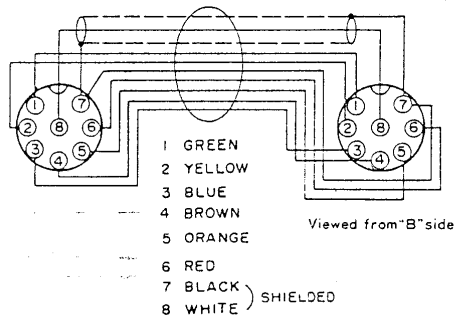 1 7
2 8 6
3 4 5
1 7
2 8 6
3 4 5
1 GREEN
2 YELLOW
3 BLUE
4 BROWN
5 ORANGE
6 RED
7 BLACK
8 WHITE
SHIELDED
Viewed from "B" side